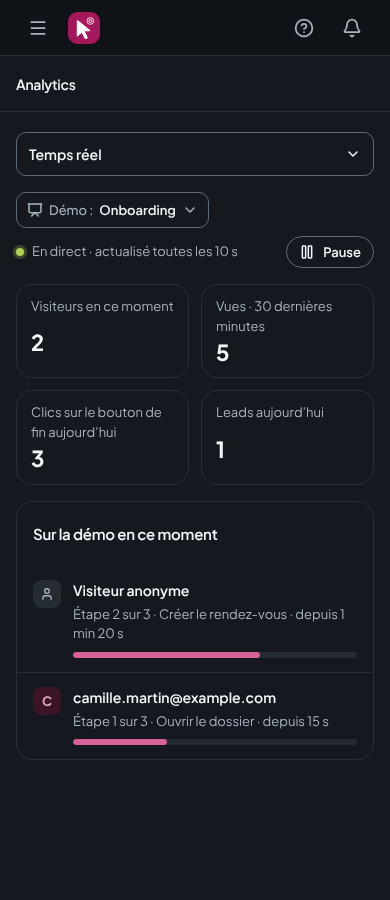 Analytics
Temps réel
Démo : Onboarding
En direct · actualisé toutes les 10 s
Pause
Visiteurs en ce moment
2
Vues · 30 dernières
minutes
5
Clics sur le bouton de
fin aujourd'hui
3
Leads aujourd'hui
1
Sur la démo en ce moment
Visiteur anonyme
Étape 2 sur 3 · Créer le rendez-vous · depuis 1
min 20 s
C
camille.martin@example.com
Étape 1 sur 3 · Ouvrir le dossier · depuis 15 s